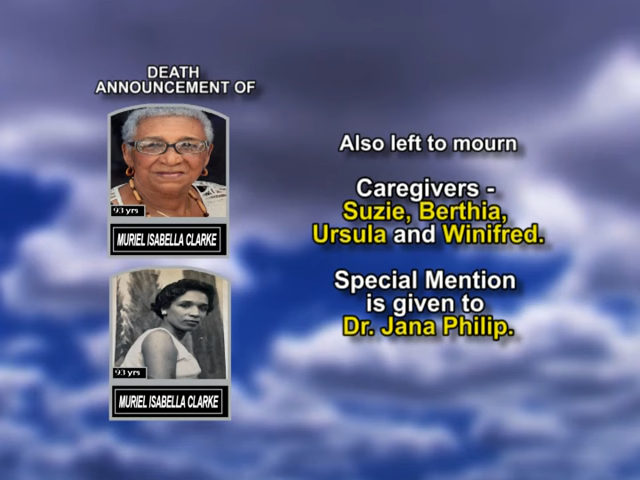 DEATH
ANNOUNCEMENT OF
93 yrs
MURIEL ISABELLA CLARKE
93 yrs
MURIEL ISABELLA CLARKE
Also left to mourn
Caregivers -
Suzie, Berthia,
Ursula and Winifred.
Special Mention
is given to
Dr. Jana Philip.